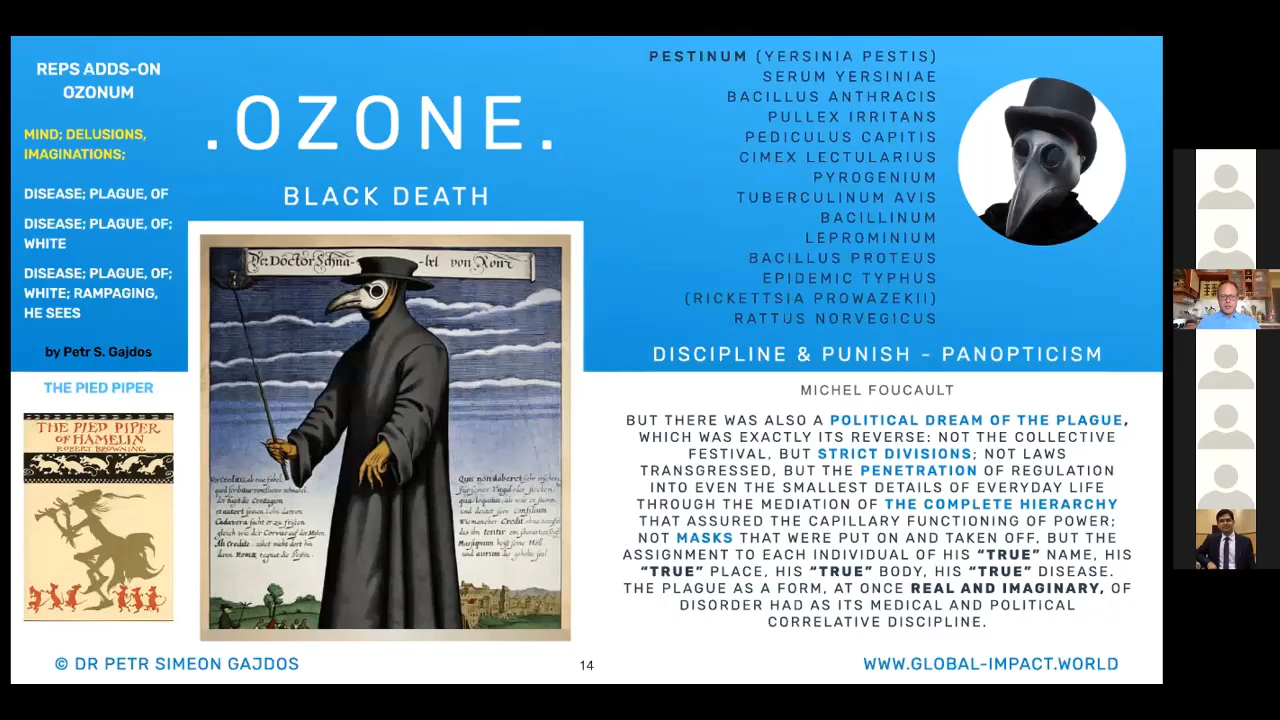 REPS ADDS-ON
OZONUM
MIND; DELUSIONS,
IMAGINATIONS;
DISEASE; PLAGUE, OF
DISEASE; PLAGUE, OF;
WHITE
DISEASE; PLAGUE, OF;
WHITE; RAMPAGING,
HE SEES
by Petr S. Gajdos
THE PIED PIPER
THE PIED PIPER
OF HAMELIN
ROBERT BROWNING
.OZONE.
BLACK DEATH
Doctor Schna-
bel von Rom
PESTINUM (YERSINIA PESTIS)
SERUM YERSINIAE
BACILLUS ANTHRACIS
PULLEX IRRITANS
PEDICULUS CAPITIS
CIMEX LECTULARIUS
PYROGENIUM
TUBERCULINUM AVIS
BACILLINUM
LEPROMINIUM
BACILLUS PROTEUS
EPIDEMIC TYPHUS
(RICKETTSIA PROWAZEKII)
RATTUS NORVEGICUS
DISCIPLINE & PUNISH – PANOPTICISM
MICHEL FOUCAULT
BUT THERE WAS ALSO A POLITICAL DREAM OF THE PLAGUE,
WHICH WAS EXACTLY ITS REVERSE: NOT THE COLLECTIVE
FESTIVAL, BUT STRICT DIVISIONS; NOT LAWS
TRANSGRESSED, BUT THE PENETRATION OF REGULATION
INTO EVEN THE SMALLEST DETAILS OF EVERYDAY LIFE
THROUGH THE MEDIATION OF THE COMPLETE HIERARCHY
THAT ASSURED THE CAPILLARY FUNCTIONING OF POWER;
NOT MASKS THAT WERE PUT ON AND TAKEN OFF, BUT THE
ASSIGNMENT TO EACH INDIVIDUAL OF HIS “TRUE” NAME, HIS
“TRUE” PLACE, HIS “TRUE” BODY, HIS “TRUE” DISEASE.
THE PLAGUE AS A FORM, AT ONCE REAL AND IMAGINARY, OF
DISORDER HAD AS ITS MEDICAL AND POLITICAL
CORRELATIVE DISCIPLINE.
© DR PETR SIMEON GAJDOS
14
WWW.GLOBAL-IMPACT.WORLD